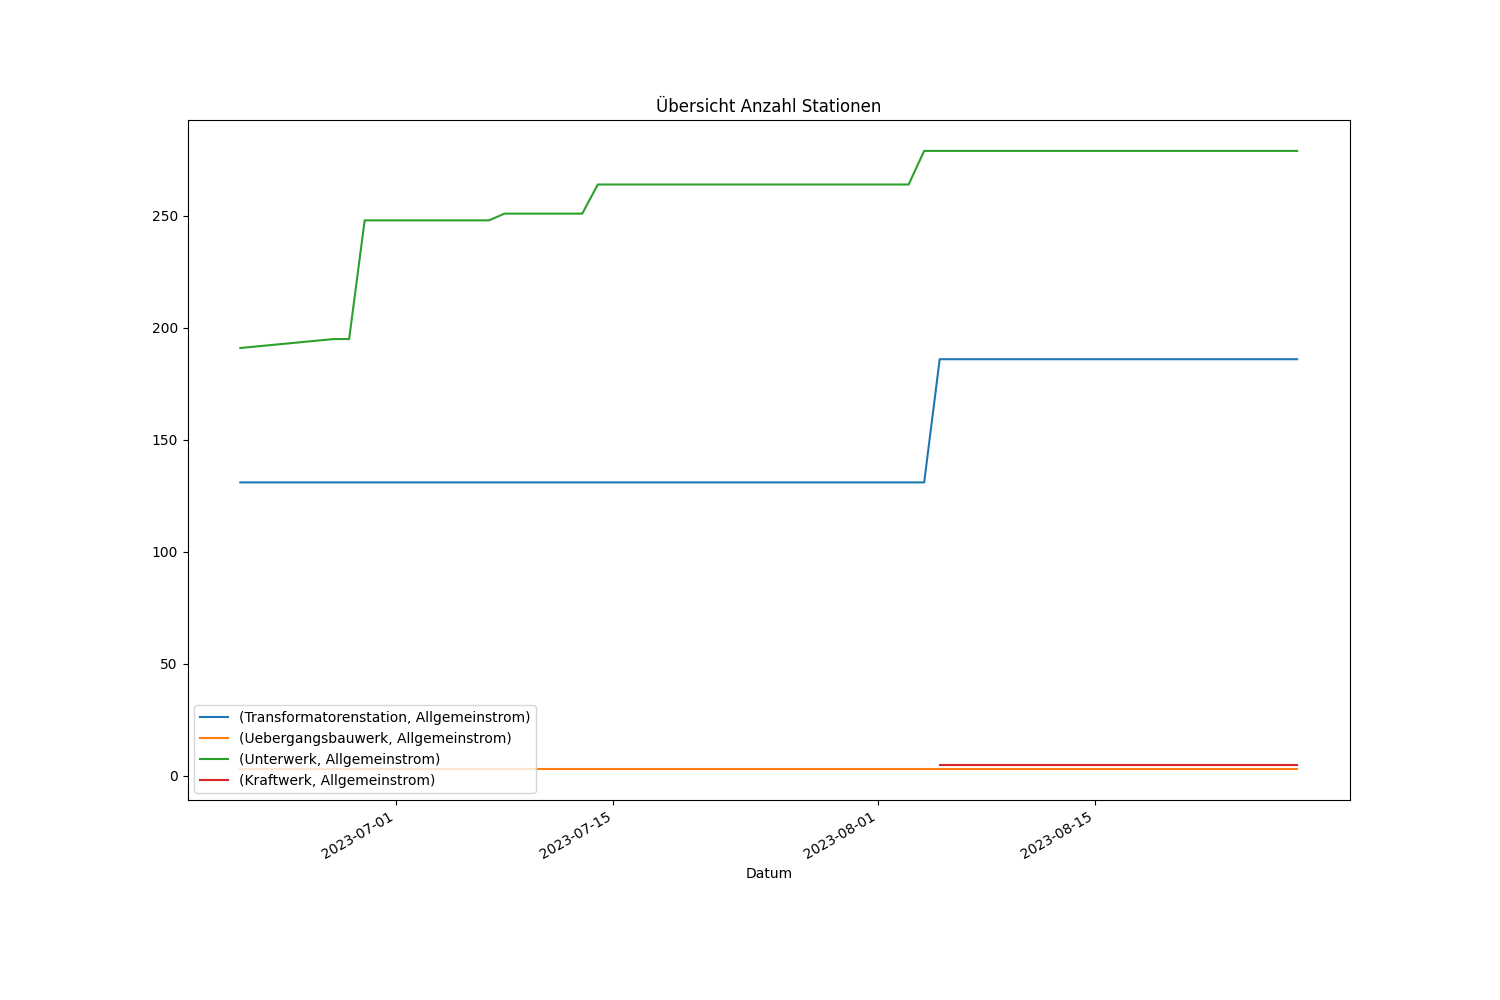 Übersicht Anzahl Stationen
250
200
150
100
50
0
(Transformatorenstation, Allgemeinstrom)
(Uebergangsbauwerk, Allgemeinstrom)
(Unterwerk, Allgemeinstrom)
(Kraftwerk, Allgemeinstrom)
2023-07-01
2023-07-15
2023-08-01
2023-08-15
Datum